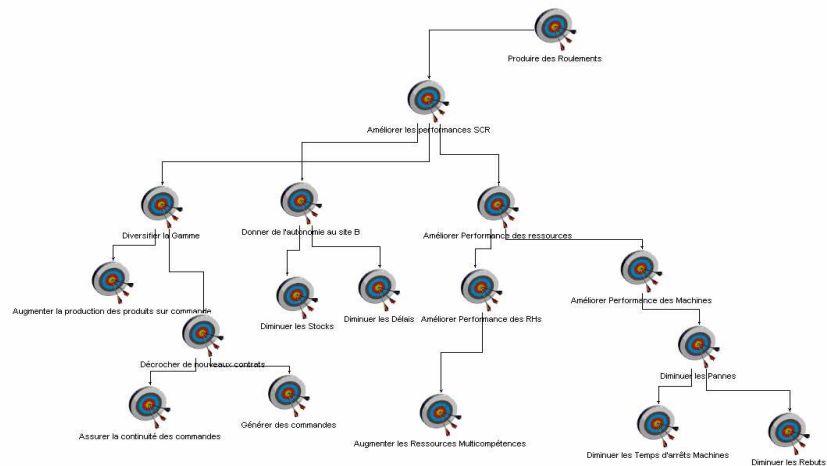 Produire des Roulements
Améliorer les performances SCR
Diversifier la Gamme
Donner de l'autonomie au site B
Améliorer Performance des ressources
Augmenter la production des produits sur commande
Diminuer les Stocks
Diminuer les Délais
Améliorer Performance des RHs
Améliorer Performance des Machines
Décrocher de nouveaux contrats
Diminuer les Pannes
Assurer la continuité des commandes
Générer des commandes
Augmenter les Ressources Multicompétences
Diminuer les Temps d'arrêts Machines
Diminuer les Rebuts